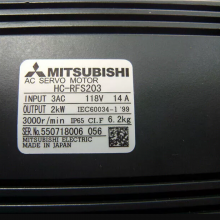 MITSUBISHI
AC SERVO MOTOR
HC-RFS203
INPUT 3AC 118V 14A
OUTPUT 2kW IEC60034-1 '99
3000r/min IP65 CI.F 6.2kg
SER.No.550718006 056
MITSUBISHI ELECTRIC
MADE IN JAPAN